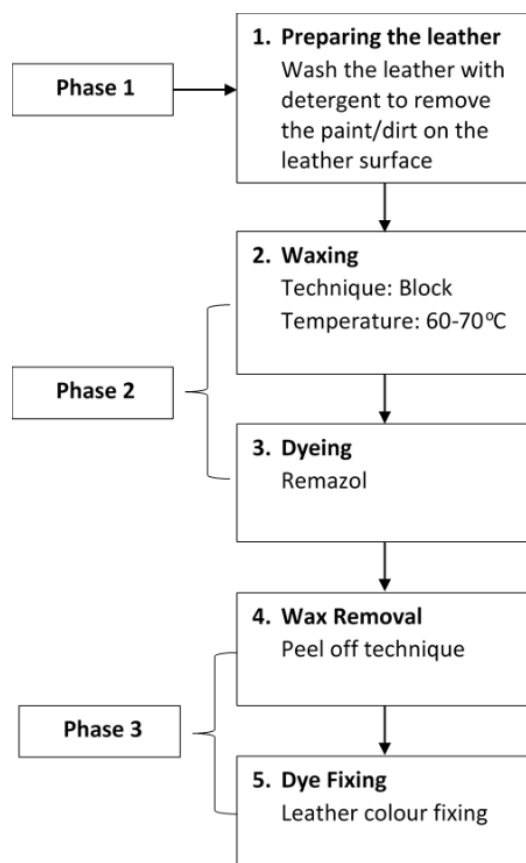 Phase 1
1. Preparing the leather
Wash the leather with
detergent to remove
the paint/dirt on the
leather surface
2. Waxing
Technique: Block
Temperature: 60-70°C
Phase 2
3. Dyeing
Remazol
4. Wax Removal
Peel off technique
Phase 3
5. Dye Fixing
Leather colour fixing